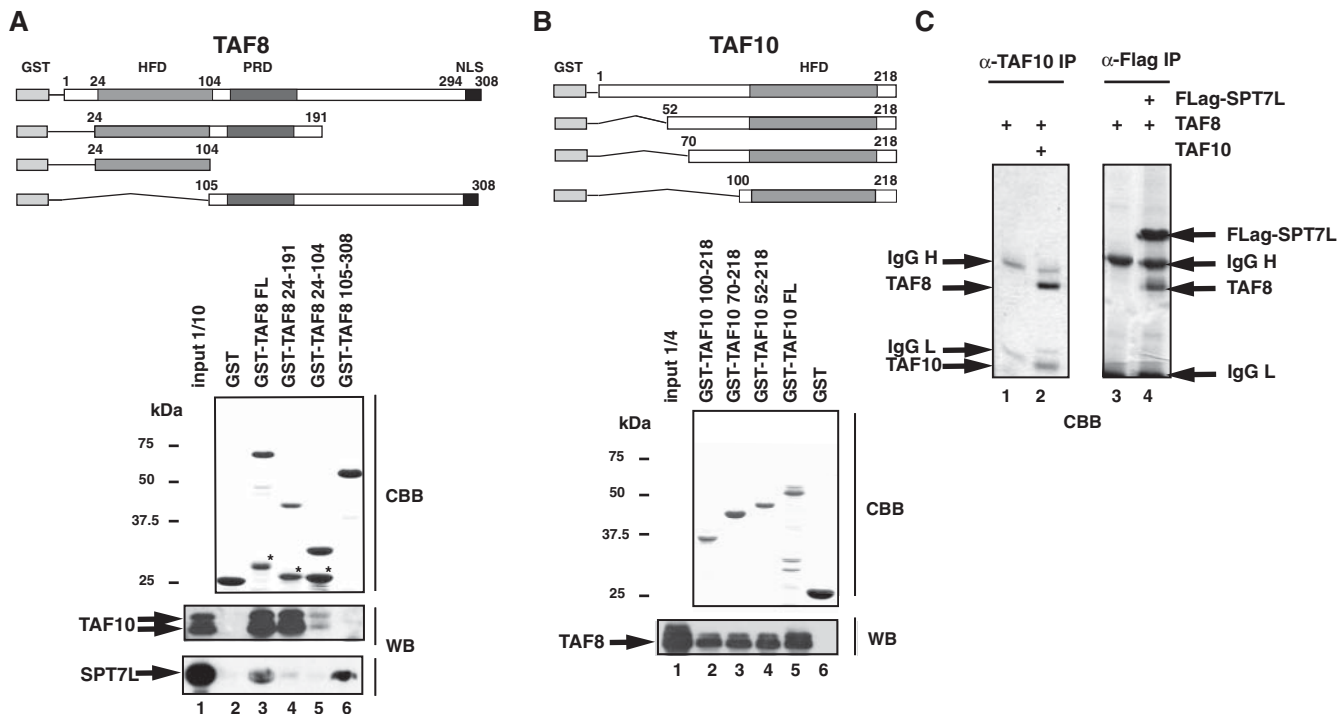 A
TAF8
GST
1
24
HFD
104
PRD
NLS
294
308
24
191
24
104
105
308
input 1/10
GST
GST-TAF8 FL
GST-TAF8 24-191
GST-TAF8 24-104
GST-TAF8 105-308
kDa
75
50
37.5
25
*
*
*
CBB
TAF10
WB
SPT7L
1 2 3 4 5 6
B
TAF10
GST
1
HFD
218
52
218
70
218
100
218
input 1/4
GST-TAF10 100-218
GST-TAF10 70-218
GST-TAF10 52-218
GST-TAF10 FL
GST
kDa
75
50
37.5
25
CBB
TAF8
WB
1 2 3 4 5 6
C
α-TAF10 IP
α-Flag IP
+ FLag-SPT7L
+ + + + TAF8
+ TAF10
FLag-SPT7L
IgG H
IgG H
TAF8
TAF8
IgG L
TAF10
IgG L
1 2 3 4
CBB